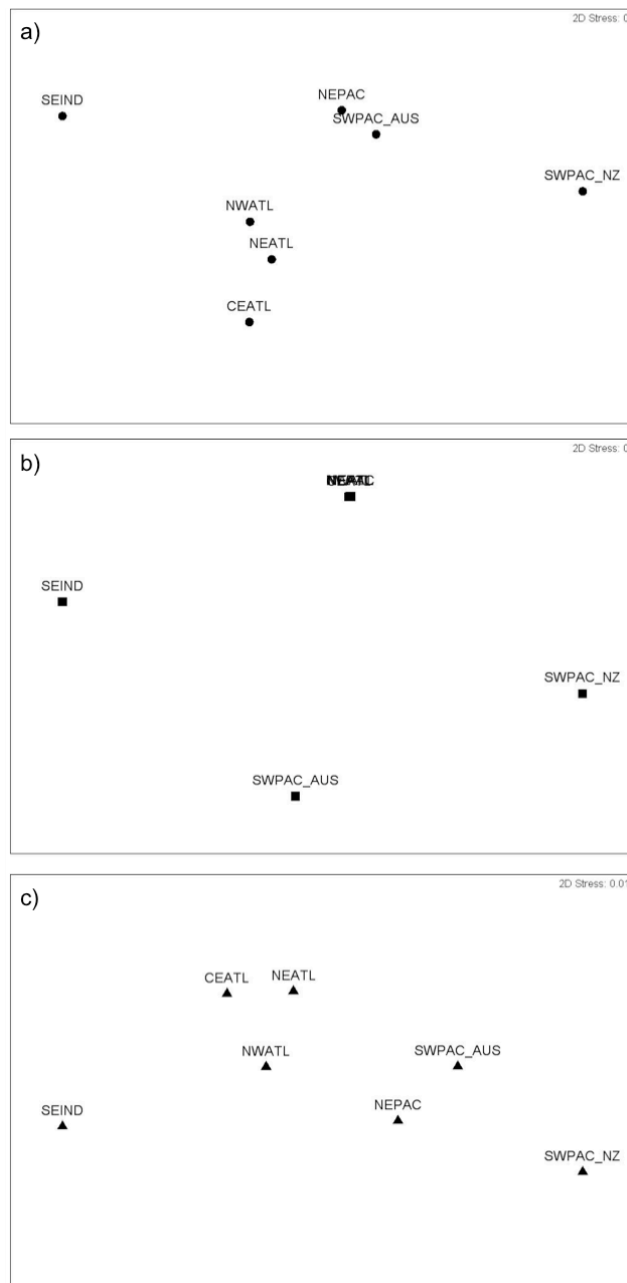 a)
2D Stress: 0
SEIND
NEPAC
SWPAC_AUS
SWPAC_NZ
NWATL
NEATL
CEATL
b)
2D Stress: 0
SEIND
SWPAC_NZ
SWPAC_AUS
c)
2D Stress: 0.01
CEATL
NEATL
NWATL
SWPAC_AUS
SEIND
NEPAC
SWPAC_NZ